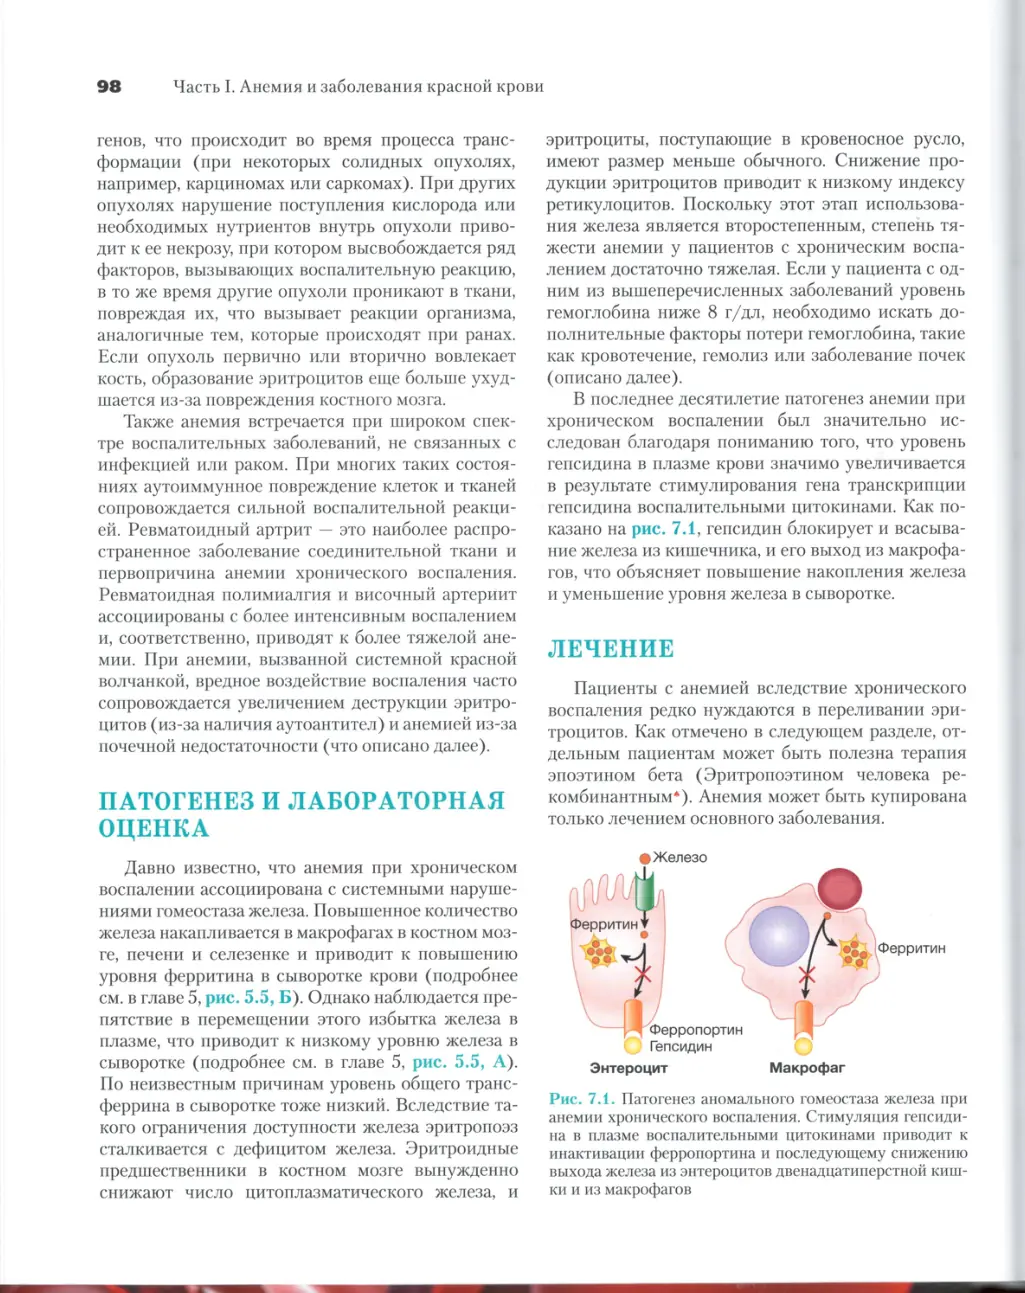 98 Часть I. Анемия и заболевания красной крови
генов, что происходит во время процесса транс-
формации (при некоторых солидных опухолях,
например, карциномах или саркомах). При других
опухолях нарушение поступления кислорода или
необходимых нутриентов внутрь опухоли приво-
дит к ее некрозу, при котором высвобождается ряд
факторов, вызывающих воспалительную реакцию,
в то же время другие опухоли проникают в ткани,
повреждая их, что вызывает реакции организма,
аналогичные тем, которые происходят при ранах.
Если опухоль первично или вторично вовлекает
кость, образование эритроцитов еще больше ухуд-
шается из-за повреждения костного мозга.
Также анемия встречается при широком спек-
тре воспалительных заболеваний, не связанных с
инфекцией или раком. При многих таких состоя-
ниях аутоиммунное повреждение клеток и тканей
сопровождается сильной воспалительной реакци-
ей. Ревматоидный артрит — это наиболее распро-
страненное заболевание соединительной ткани и
первопричина анемии хронического воспаления.
Ревматоидная полимиалгия и височный артериит
ассоциированы с более интенсивным воспалением
и, соответственно, приводят к более тяжелой ане-
мии. При анемии, вызванной системной красной
волчанкой, вредное воздействие воспаления часто
сопровождается увеличением деструкции эритро-
цитов (из-за наличия аутоантител) и анемией из-за
почечной недостаточности (что описано далее).
ПАТОГЕНЕЗ И ЛАБОРАТОРНАЯ
ОЦЕНКА
Давно известно, что анемия при хроническом
воспалении ассоциирована с системными наруше-
ниями гомеостаза железа. Повышенное количество
железа накапливается в макрофагах в костном моз-
ге, печени и селезенке и приводит к повышению
уровня ферритина в сыворотке крови (подробнее
см. в главе 5, рис. 5.5, Б). Однако наблюдается пре-
пятствие в перемещении этого избытка железа в
плазме, что приводит к низкому уровню железа в
сыворотке (подробнее см. в главе 5, рис. 5.5, А).
По неизвестным причинам уровень общего транс-
феррина в сыворотке тоже низкий. Вследствие та-
кого ограничения доступности железа эритропоэз
сталкивается с дефицитом железа. Эритроидные
предшественники в костном мозге вынужденно
снижают число цитоплазматического железа, и
эритроциты, поступающие в кровеносное русло,
имеют размер меньше обычного. Снижение про-
дукции эритроцитов приводит к низкому индексу
ретикулоцитов. Поскольку этот этап использова-
ния железа является второстепенным, степень тя-
жести анемии у пациентов с хроническим воспа-
лением достаточно тяжелая. Если у пациента с од-
ним из вышеперечисленных заболеваний уровень
гемоглобина ниже 8 г/дл, необходимо искать до-
полнительные факторы потери гемоглобина, такие
как кровотечение, гемолиз или заболевание почек
(описано далее).
В последнее десятилетие патогенез анемии при
хроническом воспалении был значительно ис-
следован благодаря пониманию того, что уровень
гепсидина в плазме крови значимо увеличивается
в результате стимулирования гена транскрипции
гепсидина воспалительными цитокинами. Как по-
казано на рис. 7.1, гепсидин блокирует и всасыва-
ние железа из кишечника, и его выход из макрофа-
гов, что объясняет повышение накопления железа
и уменьшение уровня железа в сыворотке.
ЛЕЧЕНИЕ
Пациенты с анемией вследствие хронического
воспаления редко нуждаются в переливании эри-
троцитов. Как отмечено в следующем разделе, от-
дельным пациентам может быть полезна терапия
эпоэтином бета (Эритропоэтином человека ре-
комбинантным▲). Анемия может быть купирована
только лечением основного заболевания.
Железо
Ферритин
Ферритин
Ферропортин
Гепсидин
Энтероцит Макрофаг
Рис. 7.1. Патогенез аномального гомеостаза железа при
анемии хронического воспаления. Стимуляция гепсиди-
на в плазме воспалительными цитокинами приводит к
инактивации ферропортина и последующему снижению
выхода железа из энтероцитов двенадцатиперстной киш-
ки и из макрофагов